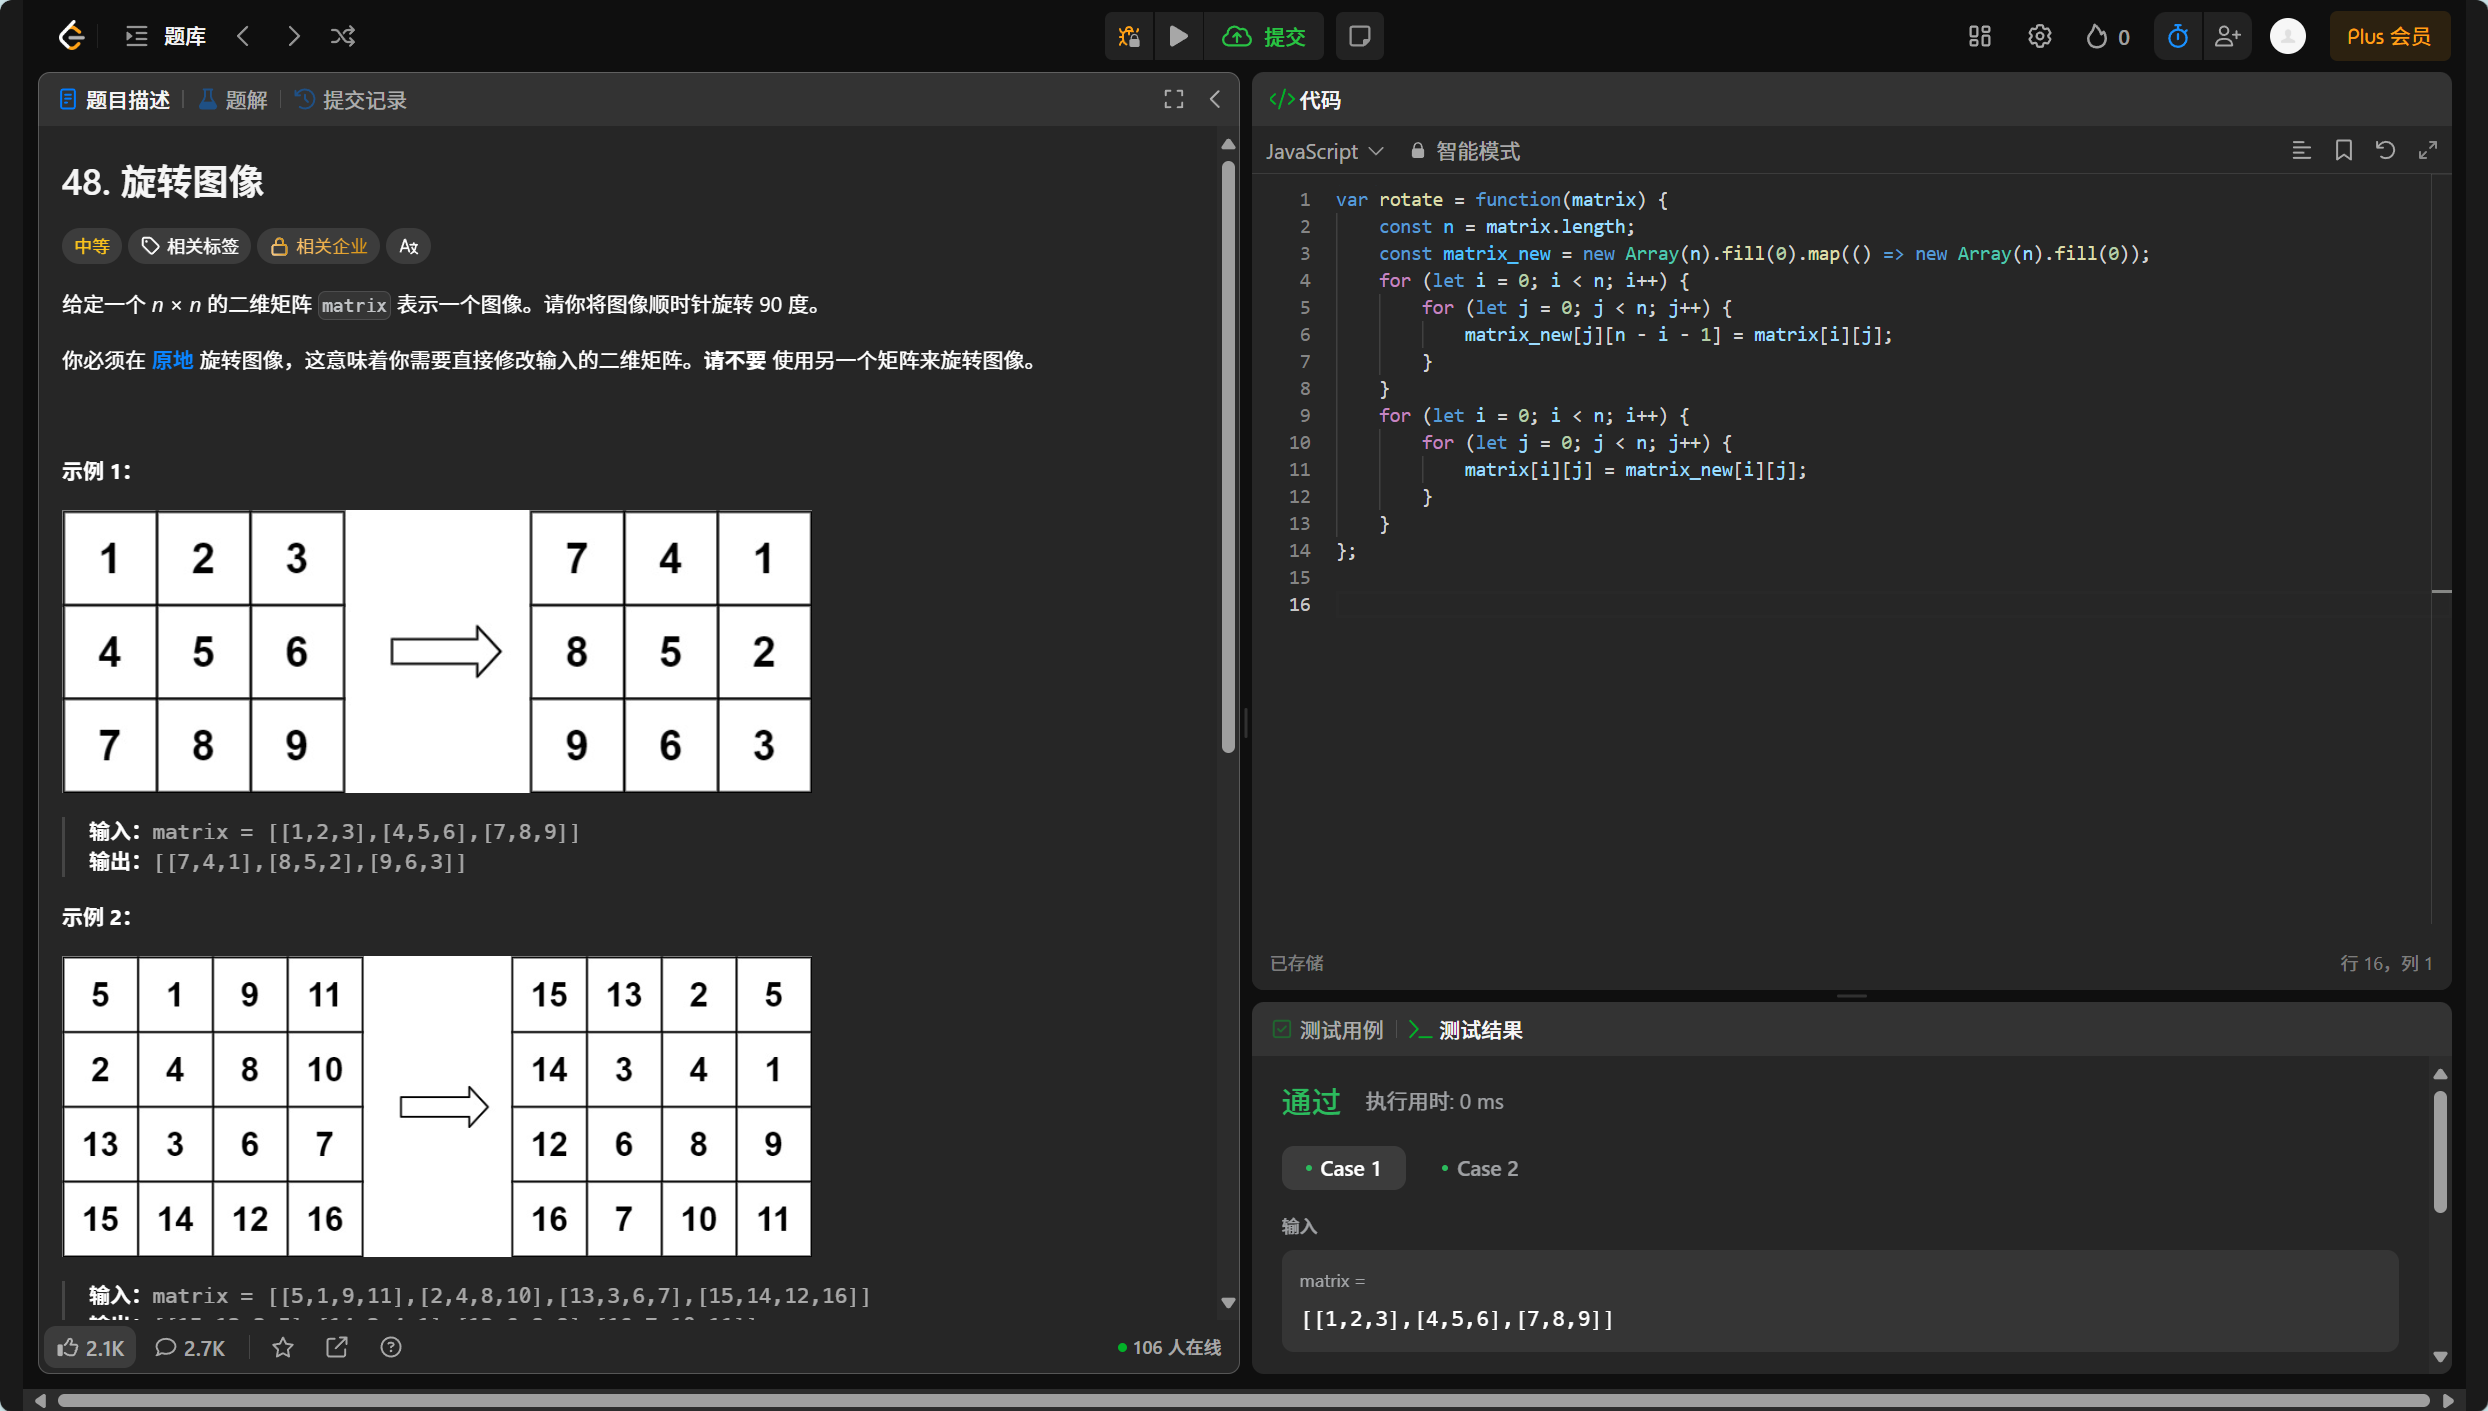 题库
提交
0
Plus 会员
题目描述
题解
提交记录
48. 旋转图像
中等
相关标签
相关企业
给定一个 n × n 的二维矩阵 matrix 表示一个图像。请你将图像顺时针旋转 90 度。
你必须在 原地 旋转图像，这意味着你需要直接修改输入的二维矩阵。请不要 使用另一个矩阵来旋转图像。
示例 1：
1 2 3 7 4 1
4 5 6 8 5 2
7 8 9 9 6 3
输入：matrix = [[1,2,3],[4,5,6],[7,8,9]]
输出：[[7,4,1],[8,5,2],[9,6,3]]
示例 2：
5 1 9 11 15 13 2 5
2 4 8 10 14 3 4 1
13 3 6 7 12 6 8 9
15 14 12 16 16 7 10 11
输入：matrix = [[5,1,9,11],[2,4,8,10],[13,3,6,7],[15,14,12,16]]
2.1K
2.7K
106 人在线
</> 代码
JavaScript
智能模式
1 var rotate = function(matrix) {
2     const n = matrix.length;
3     const matrix_new = new Array(n).fill(0).map(() => new Array(n).fill(0));
4     for (let i = 0; i < n; i++) {
5         for (let j = 0; j < n; j++) {
6             matrix_new[j][n - i - 1] = matrix[i][j];
7         }
8     }
9     for (let i = 0; i < n; i++) {
10         for (let j = 0; j < n; j++) {
11             matrix[i][j] = matrix_new[i][j];
12         }
13     }
14 };
15
16
已存储
行 16，列 1
测试用例
测试结果
通过
执行用时: 0 ms
Case 1
Case 2
输入
matrix =
[[1,2,3],[4,5,6],[7,8,9]]